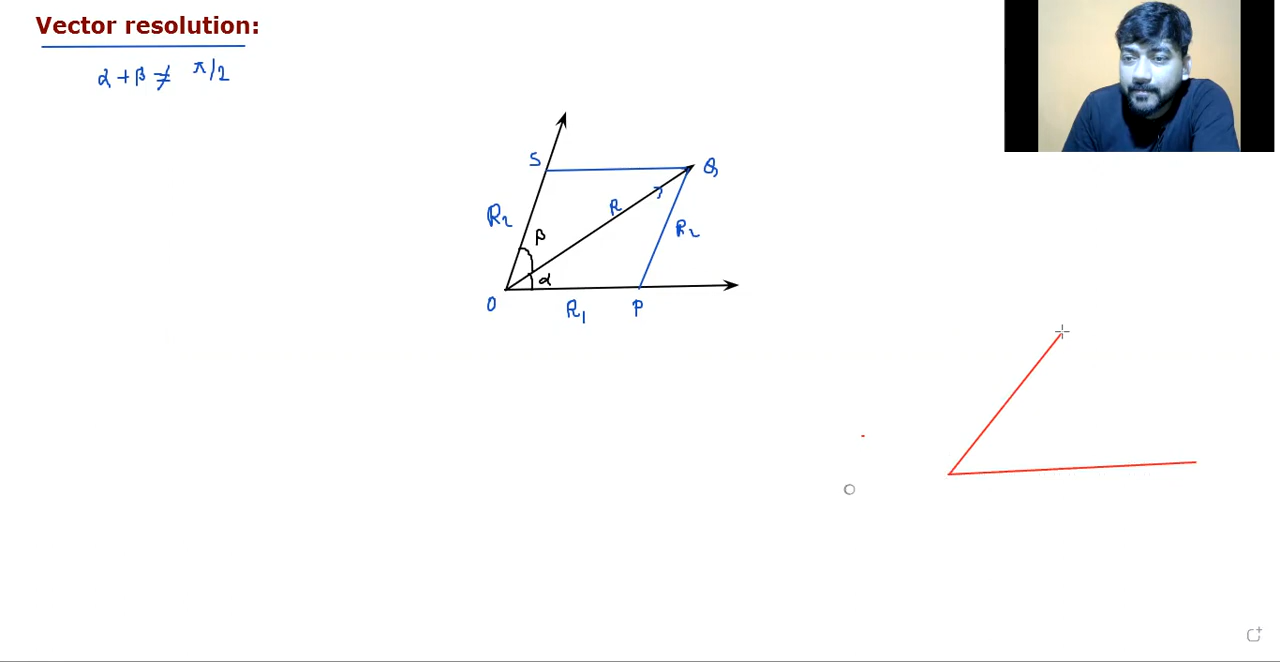 Vector resolution:
α + β ≠ π/2
S
Q
R₂
β
R
R₂
α
O
R₁
P